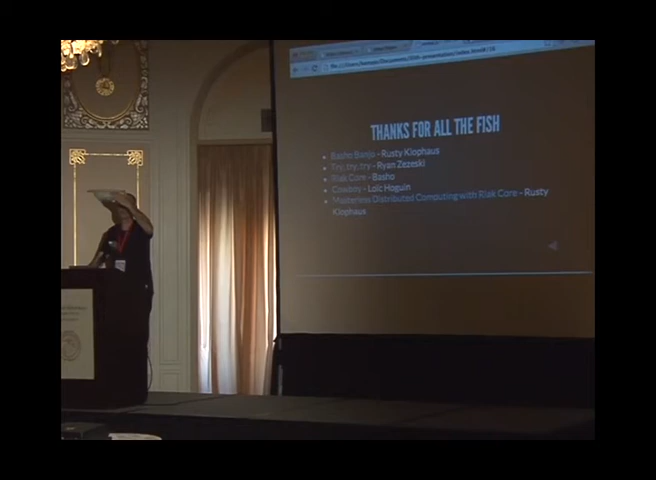 THANKS FOR ALL THE FISH
Basho Banjo - Rusty Klophaus
Try, try, try - Ryan Zezeski
Riak Core - Basho
Cowboy - Loïc Hoguin
Masterless Distributed Computing with Riak Core - Rusty
Klophaus